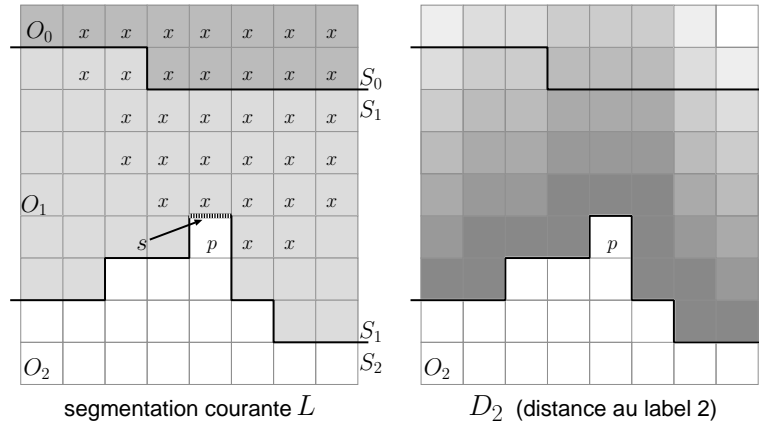 O₀ x x x x x x x
x x x x x x x S₀
x x x x x x S₁
x x x x x x
O₁ x x x x x
s p x x p
S₁
O₂ S₂ O₂
segmentation courante L D₂ (distance au label 2)